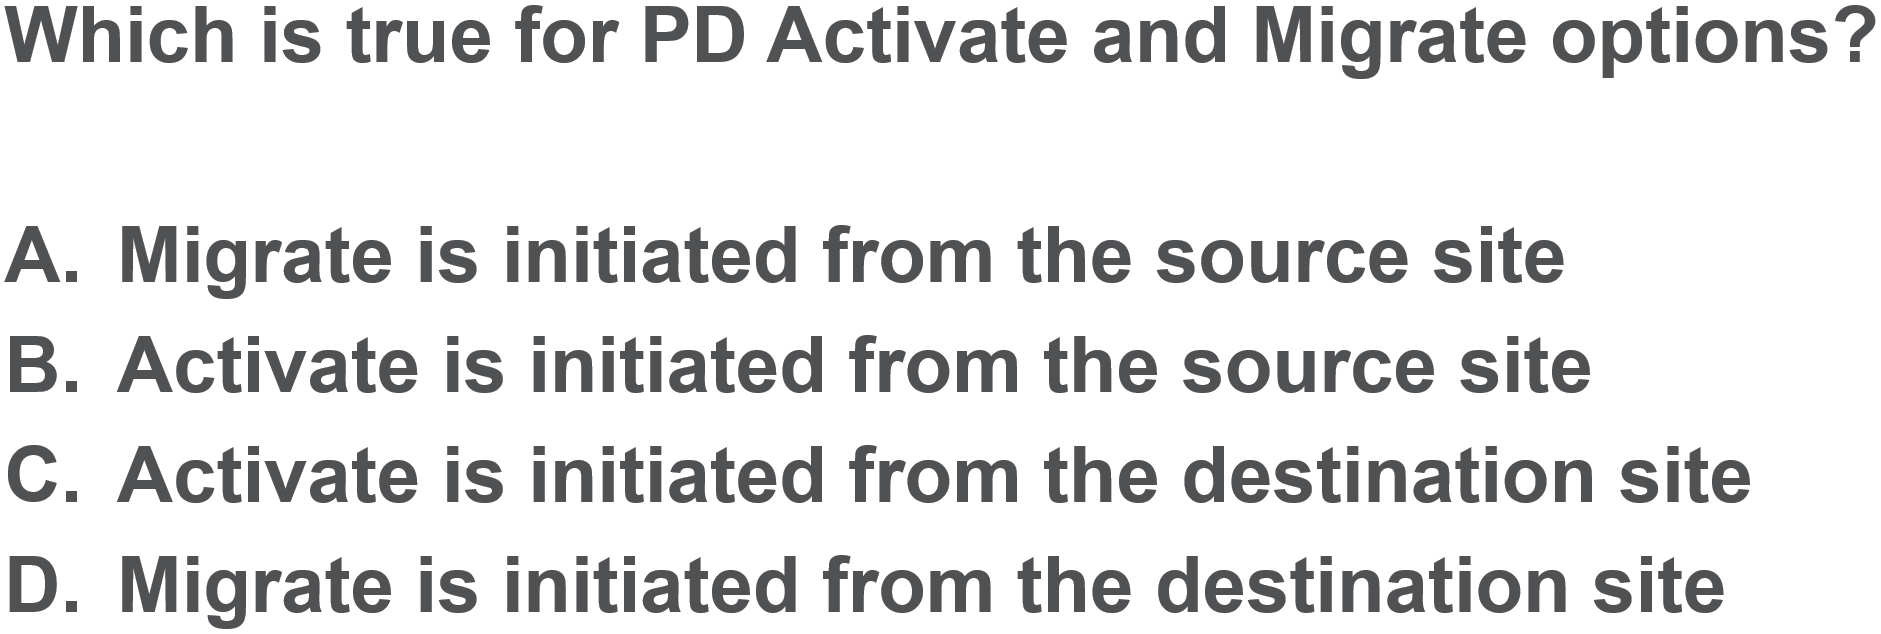 Which is true for PD Activate and Migrate options?
A. Migrate is initiated from the source site
B. Activate is initiated from the source site
C. Activate is initiated from the destination site
D. Migrate is initiated from the destination site